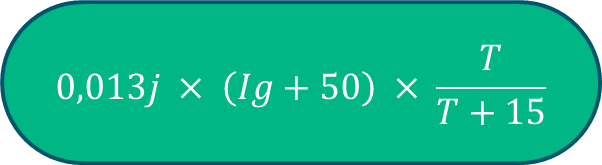 0,013j × (Ig + 50) × T / (T + 15)